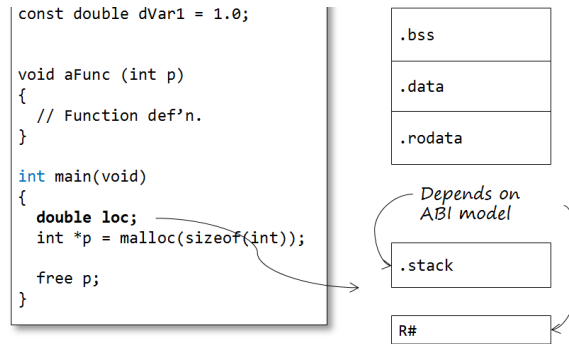 const double dVar1 = 1.0;
void aFunc (int p)
{
// Function def’n.
}
int main(void)
{
double loc;
int *p = malloc(sizeof(int));
free p;
}
.bss
.data
.rodata
Depends on
ABI model
.stack
R#